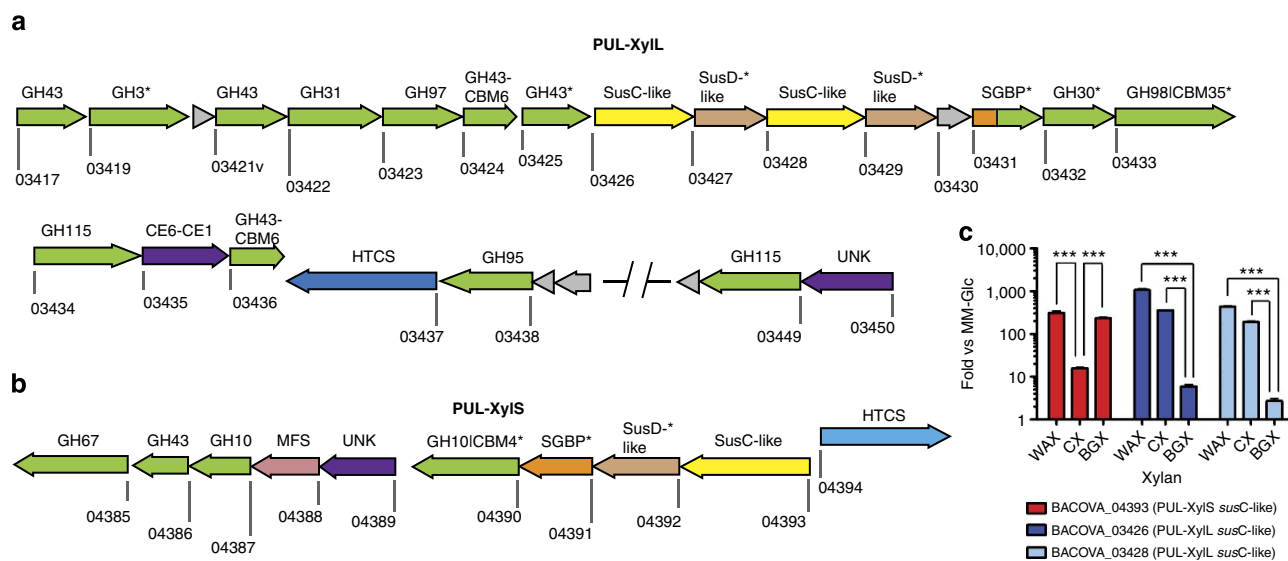 a
PUL-XylL
GH43
GH3*
GH43
GH31
GH97
GH43-
CBM6
GH43*
SusC-like
SusD-*
like
SusC-like
SusD-*
like
SGBP*
GH30*
GH98|CBM35*
03417
03419
03421v
03422
03423
03424
03425
03426
03427
03428
03429
03430
03431
03432
03433
GH115
CE6-CE1
GH43-
CBM6
HTCS
GH95
GH115
UNK
03434
03435
03436
03437
03438
03449
03450
b
PUL-XylS
GH67
GH43
GH10
MFS
UNK
GH10|CBM4*
SGBP*
SusD-*
like
SusC-like
HTCS
04385
04386
04387
04388
04389
04390
04391
04392
04393
04394
c
Fold vs MM-Glc
10,000
1,000
100
10
1
*** ***
***
***
***
***
WAX CX BGX WAX CX BGX WAX CX BGX
Xylan
BACOVA_04393 (PUL-XylS susC-like)
BACOVA_03426 (PUL-XylL susC-like)
BACOVA_03428 (PUL-XylL susC-like)